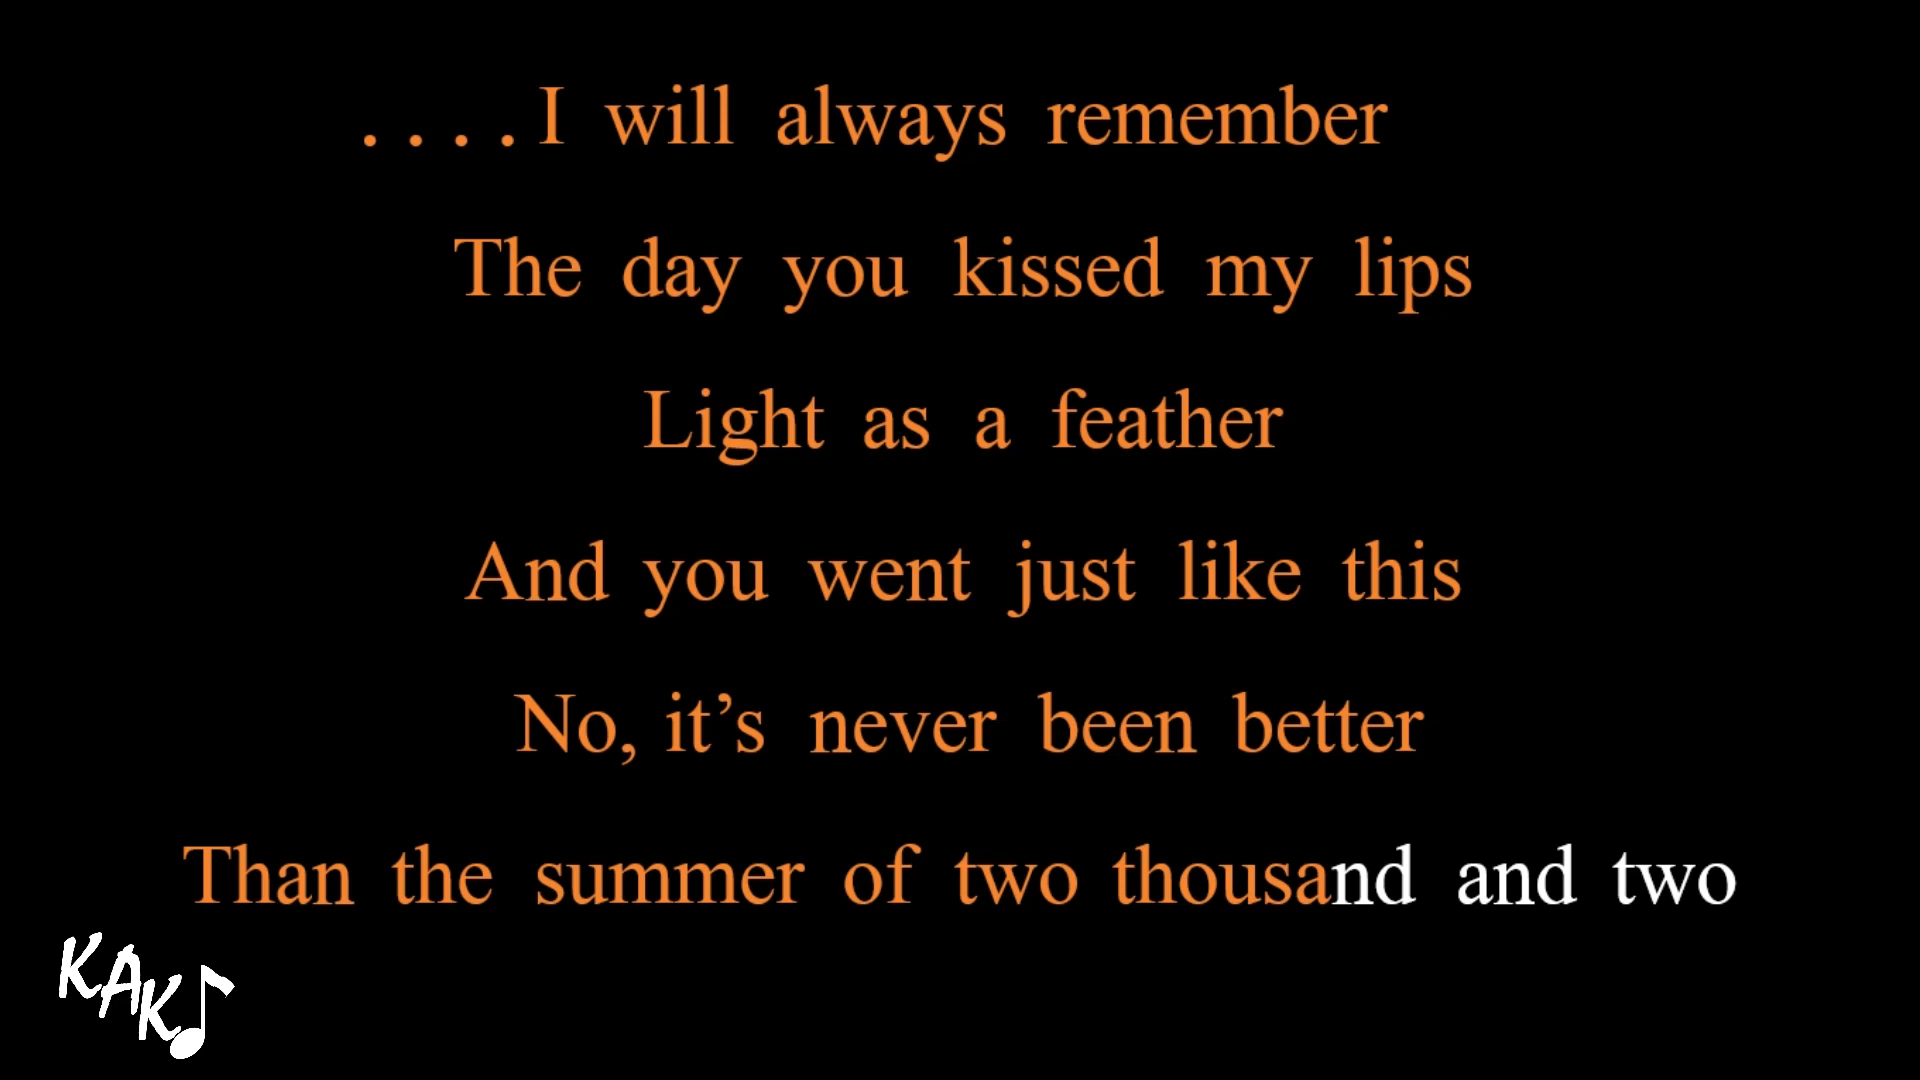 . . . . I will always remember
The day you kissed my lips
Light as a feather
And you went just like this
No, it’s never been better
Than the summer of two thousand and two
KAK